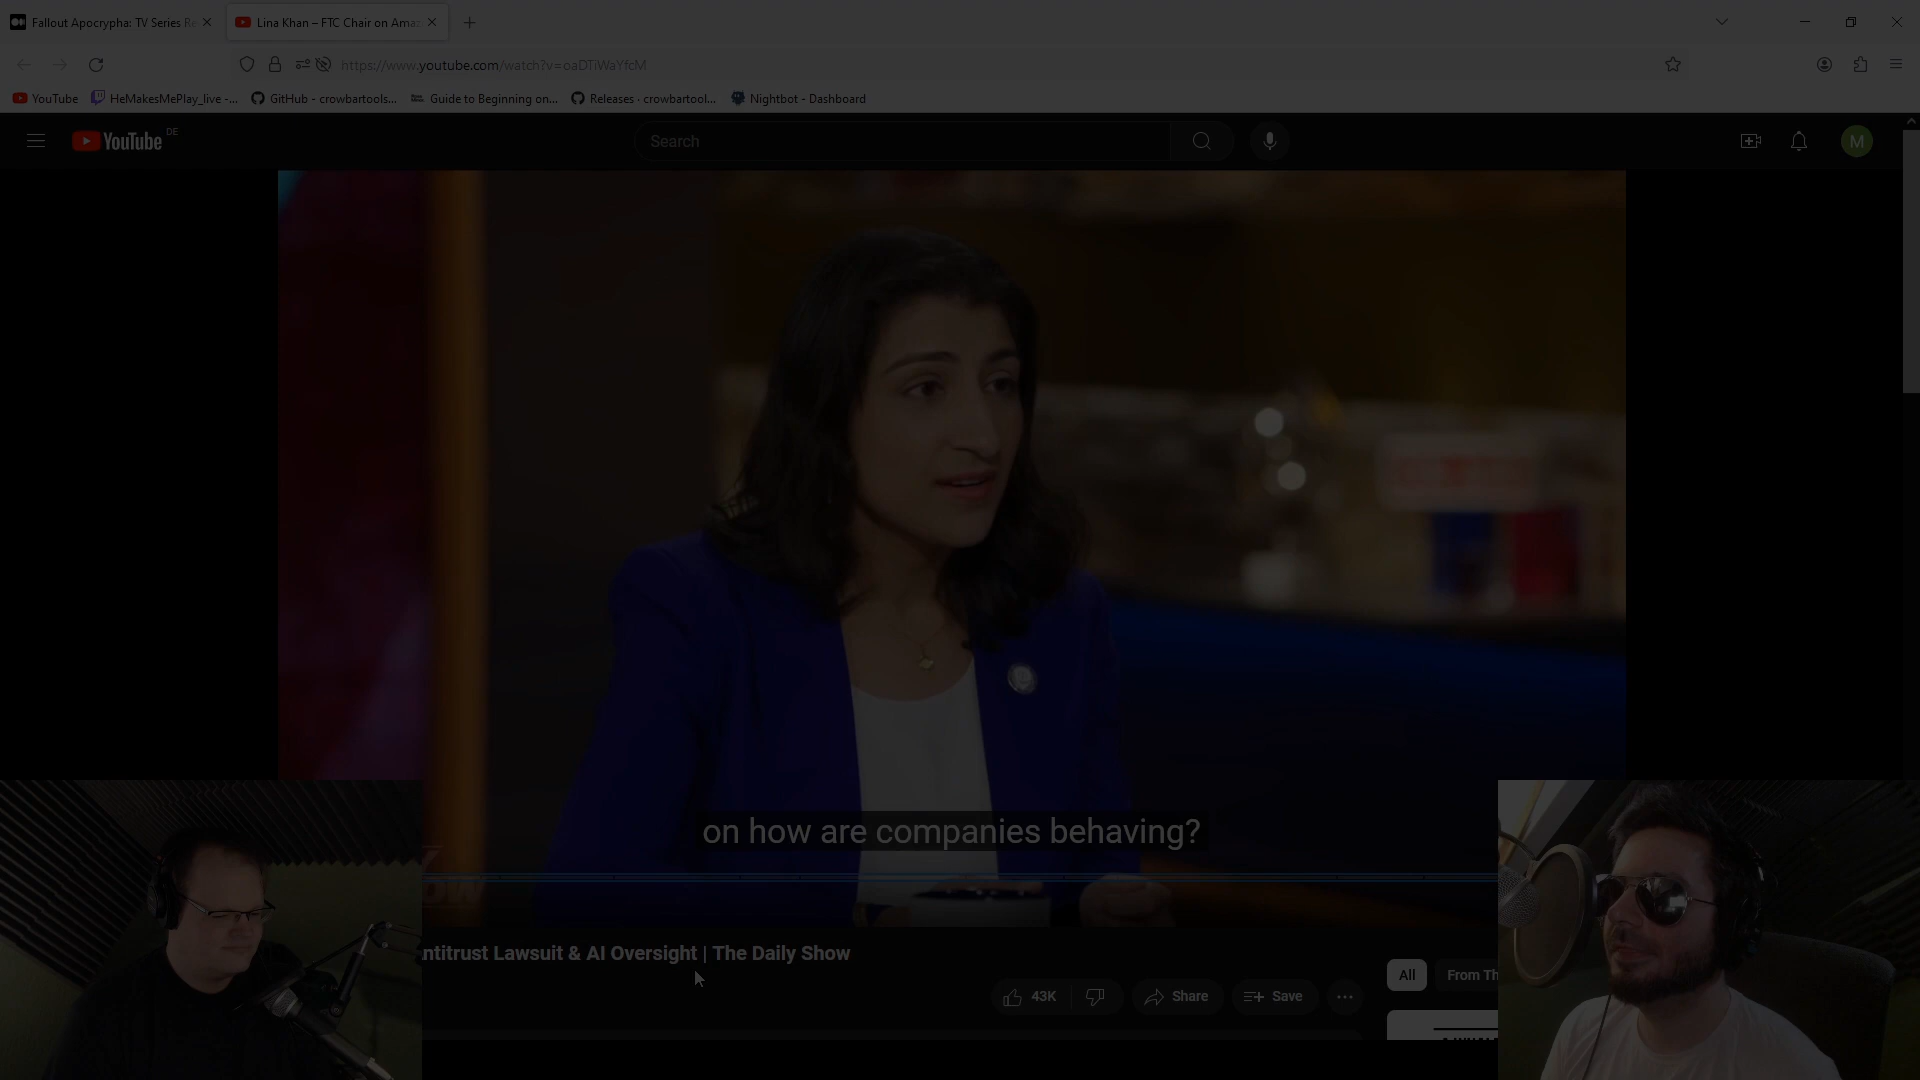 Fallout Apocrypha: TV Series Re
Lina Khan – FTC Chair on Amaz
https://www.youtube.com/watch?v=oaDTiWaYfcM
YouTube
HeMakesMePlay_live -...
GitHub - crowbartools...
Guide to Beginning on...
Releases · crowbartool...
Nightbot - Dashboard
YouTube DE
Search
M
on how are companies behaving?
ntitrust Lawsuit & AI Oversight | The Daily Show
43K
Share
Save
All
From Th